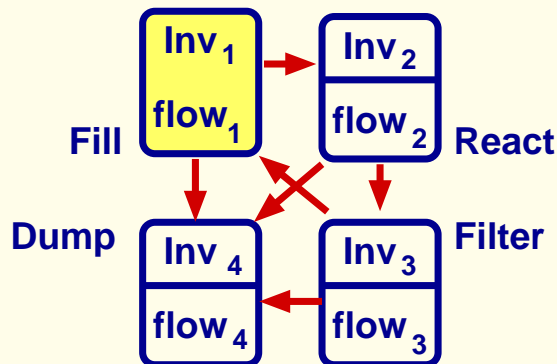 Inv1
Inv2
flow1
flow2
Fill
React
Dump
Filter
Inv4
Inv3
flow4
flow3